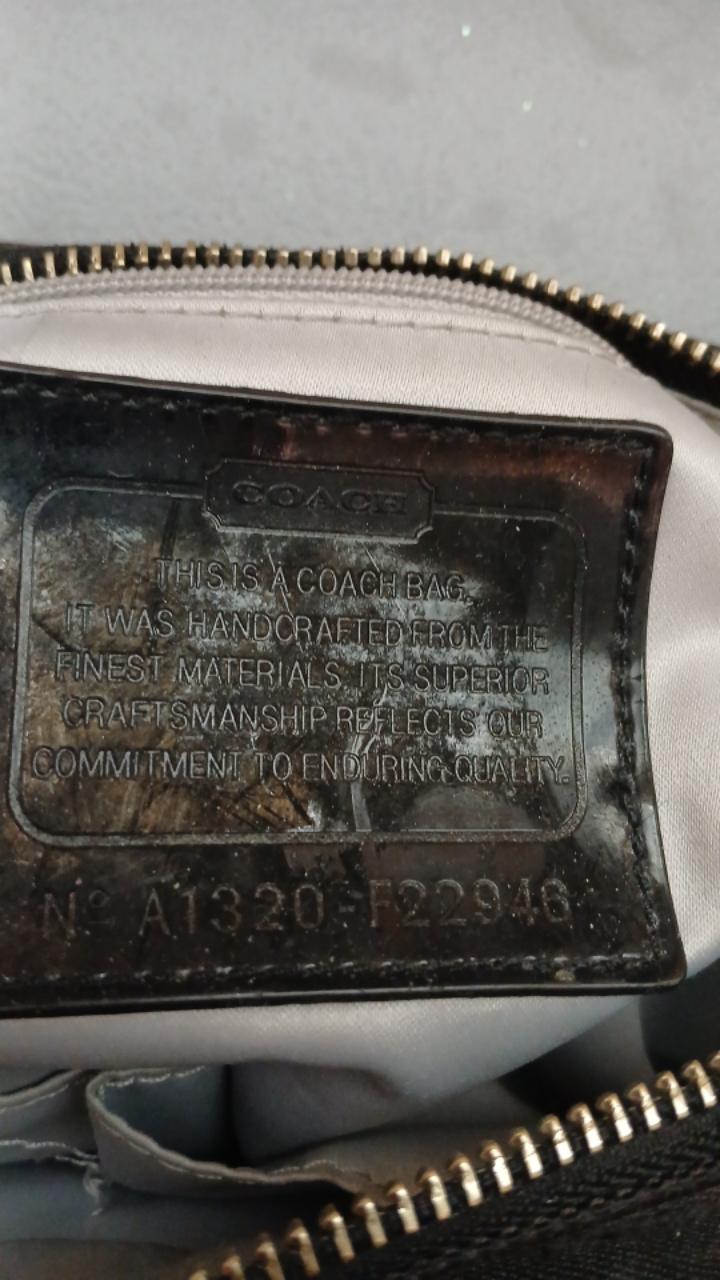 COACH
THIS IS A COACH BAG.
IT WAS HANDCRAFTED FROM THE
FINEST MATERIALS. ITS SUPERIOR
CRAFTSMANSHIP REFLECTS OUR
COMMITMENT TO ENDURING QUALITY.
Nº A1320-F22946